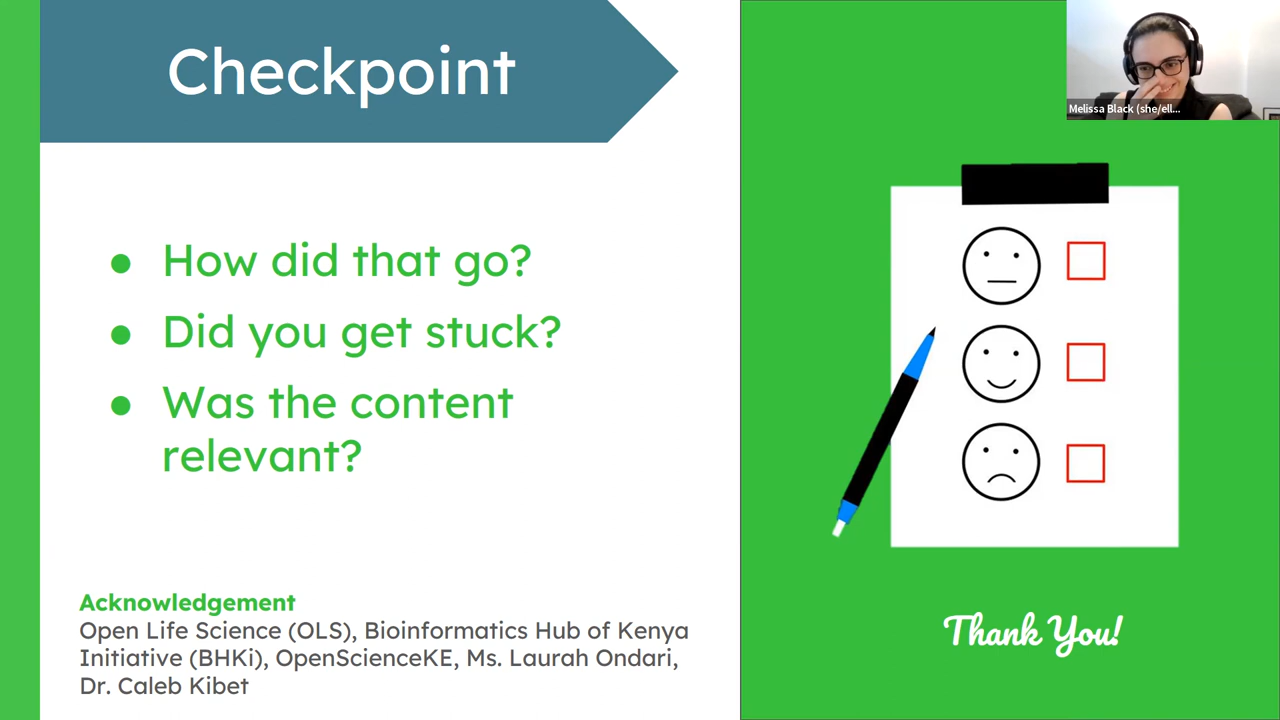 Checkpoint
Melissa Black (she/ell...
● How did that go?
● Did you get stuck?
● Was the content
relevant?
Acknowledgement
Open Life Science (OLS), Bioinformatics Hub of Kenya
Initiative (BHKi), OpenScienceKE, Ms. Laurah Ondari,
Dr. Caleb Kibet
Thank You!